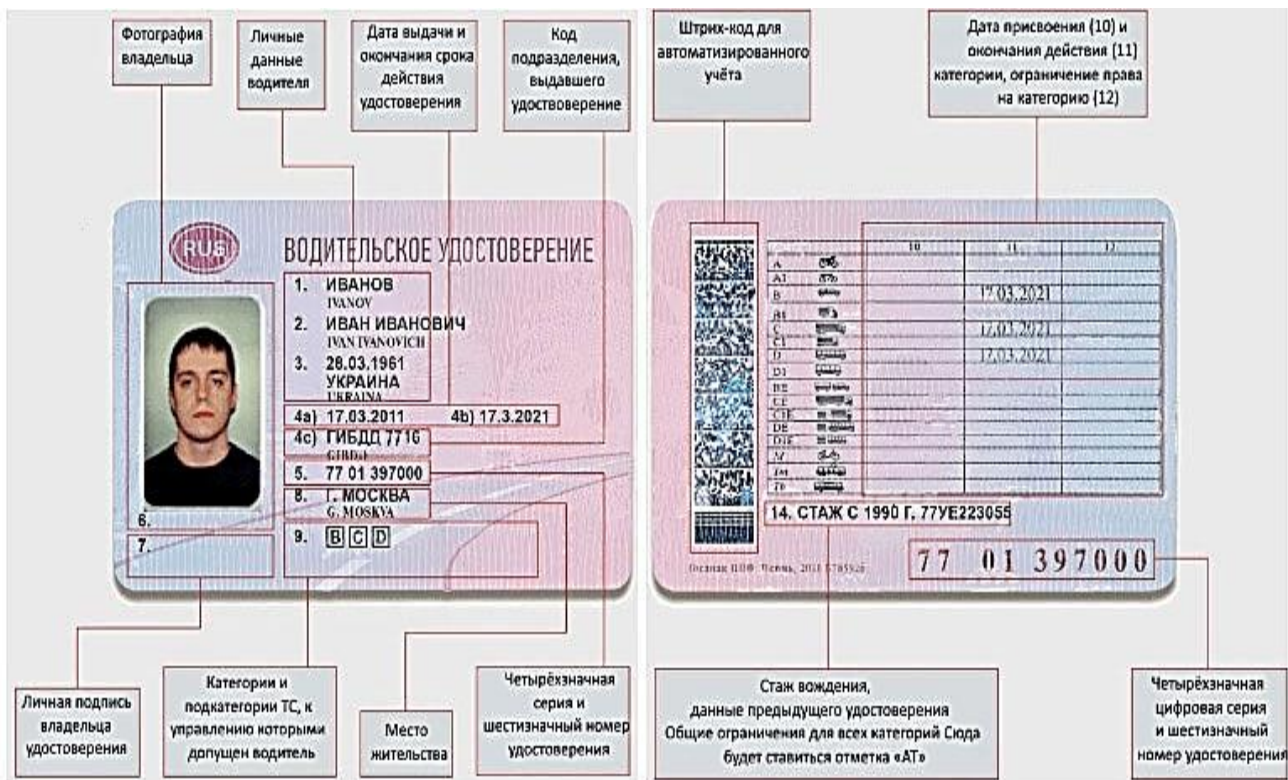 Фотография
владельца
Личные
данные
водителя
Дата выдачи и
окончания срока
действия
удостоверения
Код
подразделения,
выдавшего
удостоверение
RUS
ВОДИТЕЛЬСКОЕ УДОСТОВЕРЕНИЕ
1. ИВАНОВ
IVANOV
2. ИВАН ИВАНОВИЧ
IVAN IVANOVICH
3. 28.03.1961
УКРАИНА
UKRAINA
4a) 17.03.2011 4b) 17.3.2021
4c) ГИБДД 7716
5. 77 01 397000
8. Г. МОСКВА
G. MOSKVA
9. B C D
6.
7.
Личная подпись
владельца
удостоверения
Категории и
подкатегории ТС, к
управлению которыми
допущен водитель
Место
жительства
Четырёхзначная
серия и
шестизначный номер
удостоверения
Штрих-код для
автоматизированного
учёта
Дата присвоения (10) и
окончания действия (11)
категории, ограничение права
на категорию (12)
10 11 12
A
A1
B 17.03.2021
B1
C 17.03.2021
C1
D 17.03.2021
D1
BE
CE
C1E
DE
D1E
M
Tm
Tb
14. СТАЖ С 1990 Г. 77УЕ223055
77 01 397000
Стаж вождения,
данные предыдущего удостоверения
Общие ограничения для всех категорий Сюда
будет ставиться отметка «АТ»
Четырёхзначная
цифровая серия
и шестизначный
номер удостоверения